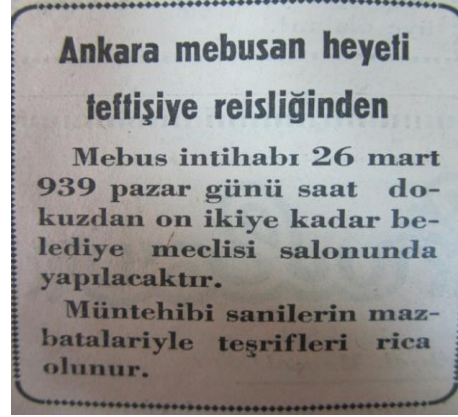 Ankara mebusan heyeti
teftişiye reisliğinden
Mebus intihabı 26 mart
939 pazar günü saat do-
kuzdan on ikiye kadar be-
lediye meclisi salonunda
yapılacaktır.
Müntehibi sanilerin maz-
batalariyle teşrifleri rica
olunur.